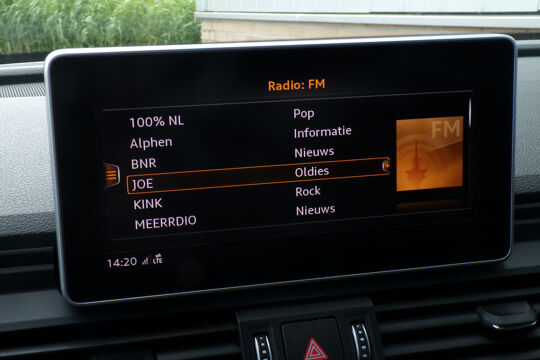 Radio: FM
100% NL Pop
Alphen Informatie
BNR Nieuws
JOE Oldies
KINK Rock
MEERRDIO Nieuws
FM
14:20 LTE